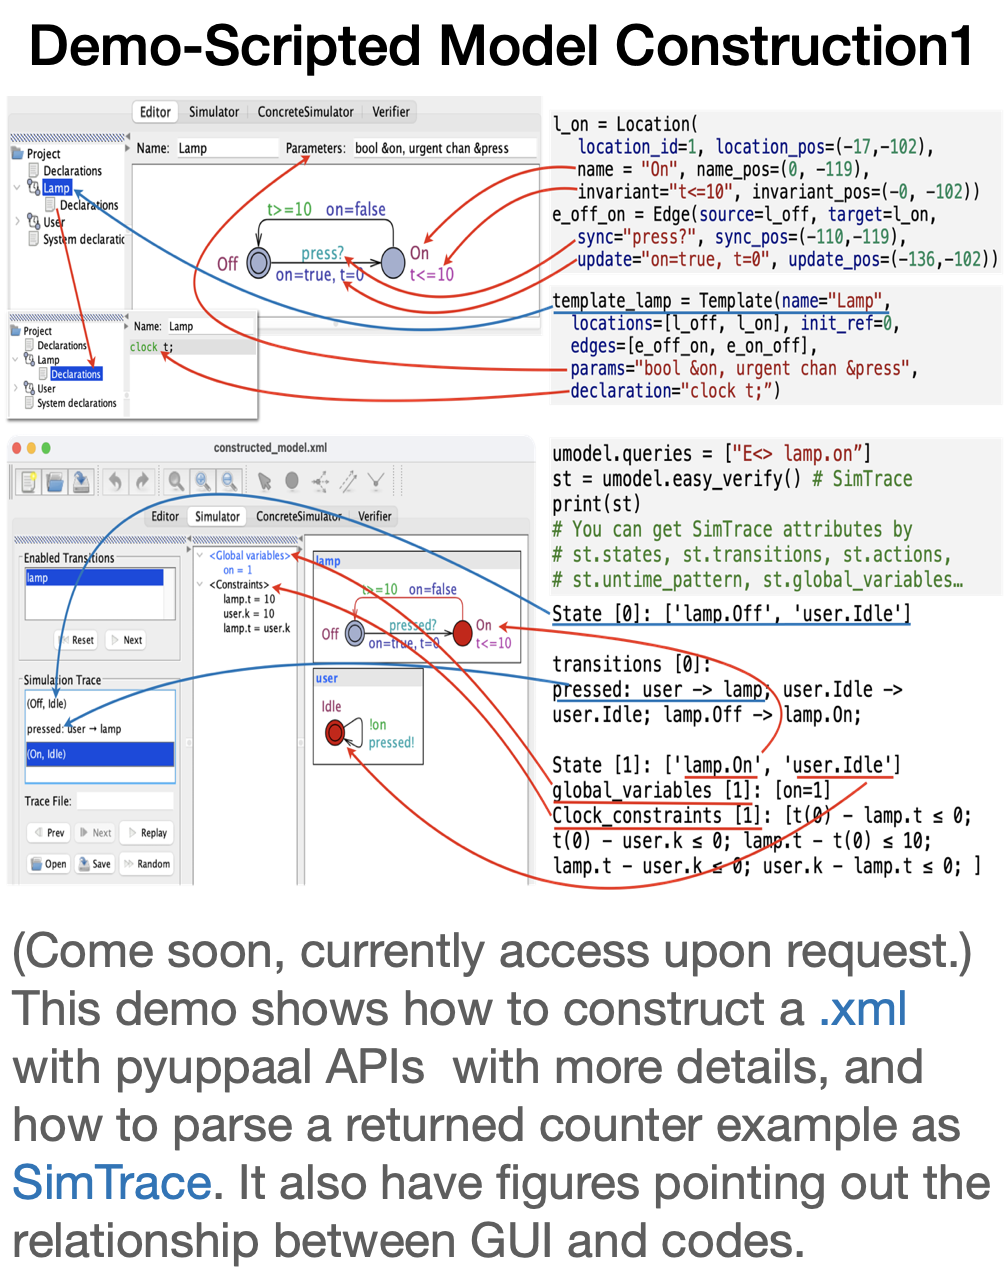 Demo-Scripted Model Construction1
Editor Simulator ConcreteSimulator Verifier
Project
Declarations
Lamp
Declarations
User
System declaratic
Name: Lamp Parameters: bool &on, urgent chan &press
t>=10 on=false
Off
press?
on=true, t=0
On
t<=10
Project
Declarations
Lamp
Declarations
User
System declarations
Name: Lamp
clock t;
l_on = Location(
location_id=1, location_pos=(-17,-102),
name = "On", name_pos=(0, -119),
invariant="t<=10", invariant_pos=(-0, -102))
e_off_on = Edge(source=l_off, target=l_on,
sync="press?", sync_pos=(-110,-119),
update="on=true, t=0", update_pos=(-136,-102))
template_lamp = Template(name="Lamp",
locations=[l_off, l_on], init_ref=0,
edges=[e_off_on, e_on_off],
params="bool &on, urgent chan &press",
declaration="clock t;”)
constructed_model.xml
Editor Simulator ConcreteSimulator Verifier
Enabled Transitions
lamp
Reset Next
Simulation Trace
(Off, Idle)
pressed: user → lamp
(On, Idle)
Trace File:
Prev Next Replay
Open Save Random
<Global variables>
on = 1
<Constraints>
lamp.t = 10
user.k = 10
lamp.t = user.k
lamp
t>=10 on=false
Off
pressed?
on=true, t=0
On
t<=10
user
Idle
!on
pressed!
umodel.queries = ["E<> lamp.on”]
st = umodel.easy_verify() # SimTrace
print(st)
# You can get SimTrace attributes by
# st.states, st.transitions, st.actions,
# st.untime_pattern, st.global_variables…
State [0]: ['lamp.Off', 'user.Idle']
transitions [0]:
pressed: user -> lamp; user.Idle ->
user.Idle; lamp.Off -> lamp.On;
State [1]: ['lamp.On', 'user.Idle']
global_variables [1]: [on=1]
Clock_constraints [1]: [t(0) − lamp.t ≤ 0;
t(0) − user.k ≤ 0; lamp.t − t(0) ≤ 10;
lamp.t − user.k ≤ 0; user.k − lamp.t ≤ 0; ]
(Come soon, currently access upon request.)
This demo shows how to construct a .xml
with pyuppaal APIs with more details, and
how to parse a returned counter example as
SimTrace. It also have figures pointing out the
relationship between GUI and codes.